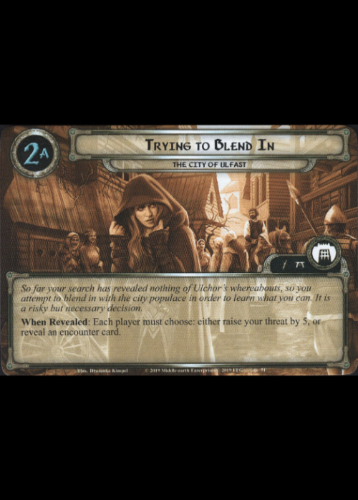 2A
TRYING TO BLEND IN
THE CITY OF ULFAST
So far your search has revealed nothing of Ulchor's whereabouts, so you
attempt to blend in with the city populace in order to learn what you can. It is
a risky but necessary decision.
When Revealed: Each player must choose: either raise your threat by 5, or
reveal an encounter card.